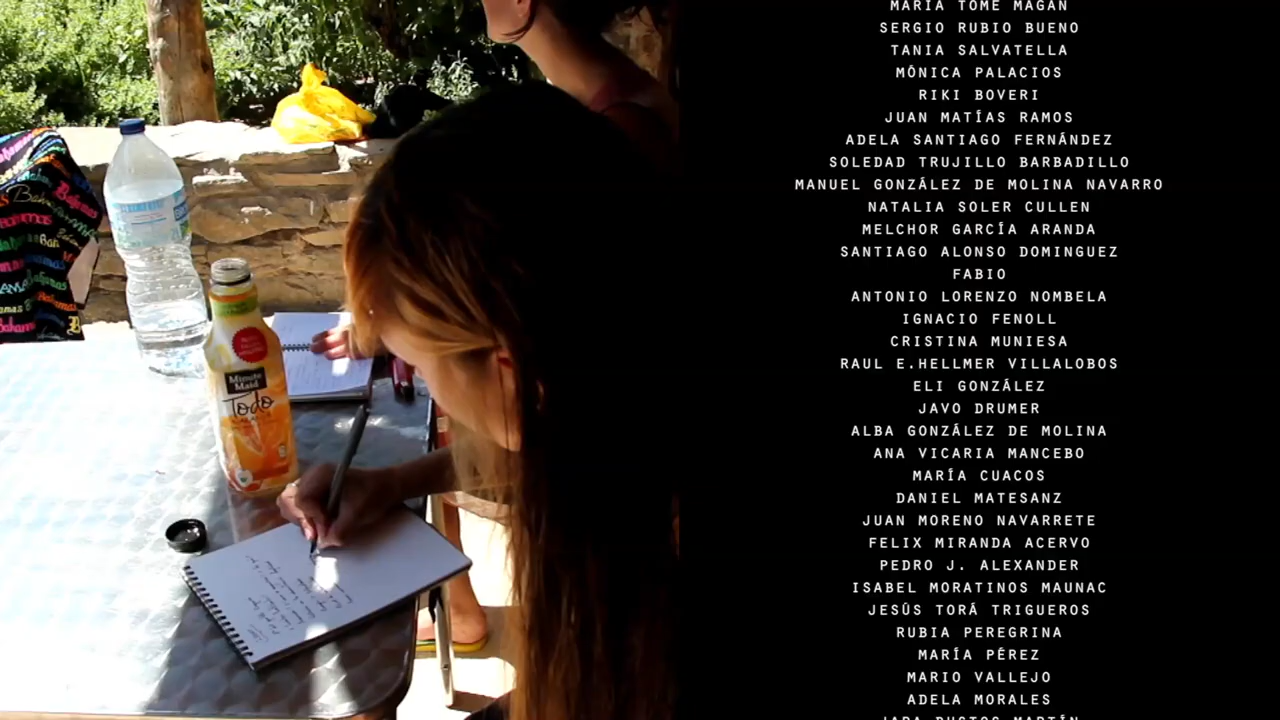 Minute
Maid
Todo
MARÍA TOMÉ MAGÁN
SERGIO RUBIO BUENO
TANIA SALVATELLA
MÓNICA PALACIOS
RIKI BOVERI
JUAN MATÍAS RAMOS
ADELA SANTIAGO FERNÁNDEZ
SOLEDAD TRUJILLO BARBADILLO
MANUEL GONZÁLEZ DE MOLINA NAVARRO
NATALIA SOLER CULLEN
MELCHOR GARCÍA ARANDA
SANTIAGO ALONSO DOMINGUEZ
FABIO
ANTONIO LORENZO NOMBELA
IGNACIO FENOLL
CRISTINA MUNIESA
RAUL E.HELLMER VILLALOBOS
ELI GONZÁLEZ
JAVO DRUMER
ALBA GONZÁLEZ DE MOLINA
ANA VICARIA MANCEBO
MARÍA CUACOS
DANIEL MATESANZ
JUAN MORENO NAVARRETE
FELIX MIRANDA ACERVO
PEDRO J. ALEXANDER
ISABEL MORATINOS MAUNAC
JESÚS TORÁ TRIGUEROS
RUBIA PEREGRINA
MARÍA PÉREZ
MARIO VALLEJO
ADELA MORALES